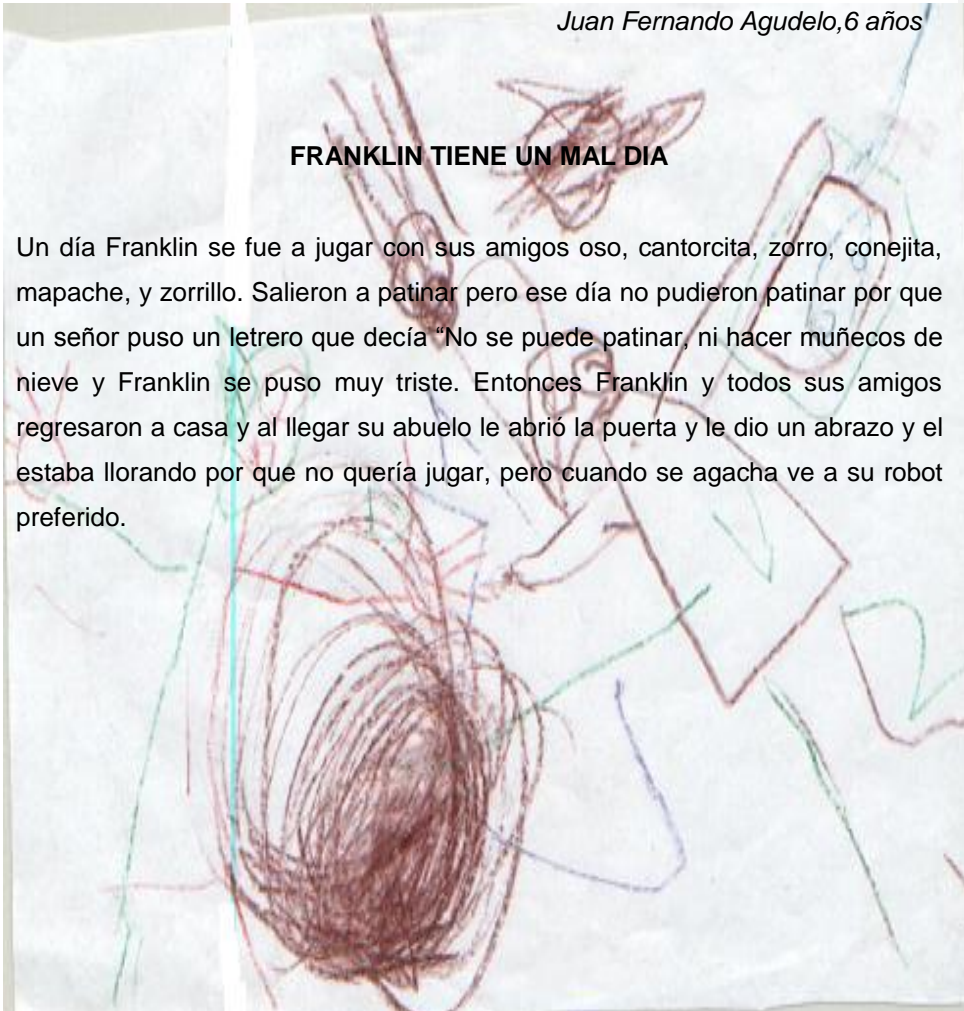 Juan Fernando Agudelo,6 años
FRANKLIN TIENE UN MAL DIA
Un día Franklin se fue a jugar con sus amigos oso, cantorcita, zorro, conejita,
mapache, y zorrillo. Salieron a patinar pero ese día no pudieron patinar por que
un señor puso un letrero que decía “No se puede patinar, ni hacer muñecos de
nieve y Franklin se puso muy triste. Entonces Franklin y todos sus amigos
regresaron a casa y al llegar su abuelo le abrió la puerta y le dio un abrazo y el
estaba llorando por que no quería jugar, pero cuando se agacha ve a su robot
preferido.